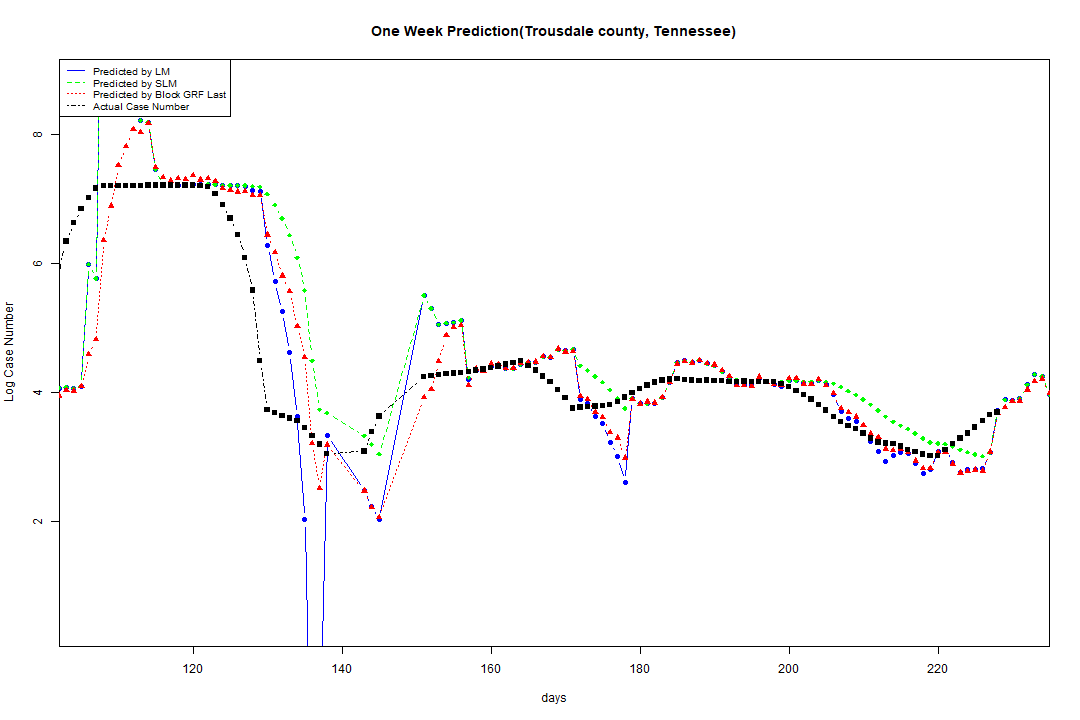 One Week Prediction(Trousdale county, Tennessee)
Predicted by LM
Predicted by SLM
Predicted by Block GRF Last
Actual Case Number
8
6
4
2
Log Case Number
120 140 160 180 200 220
days